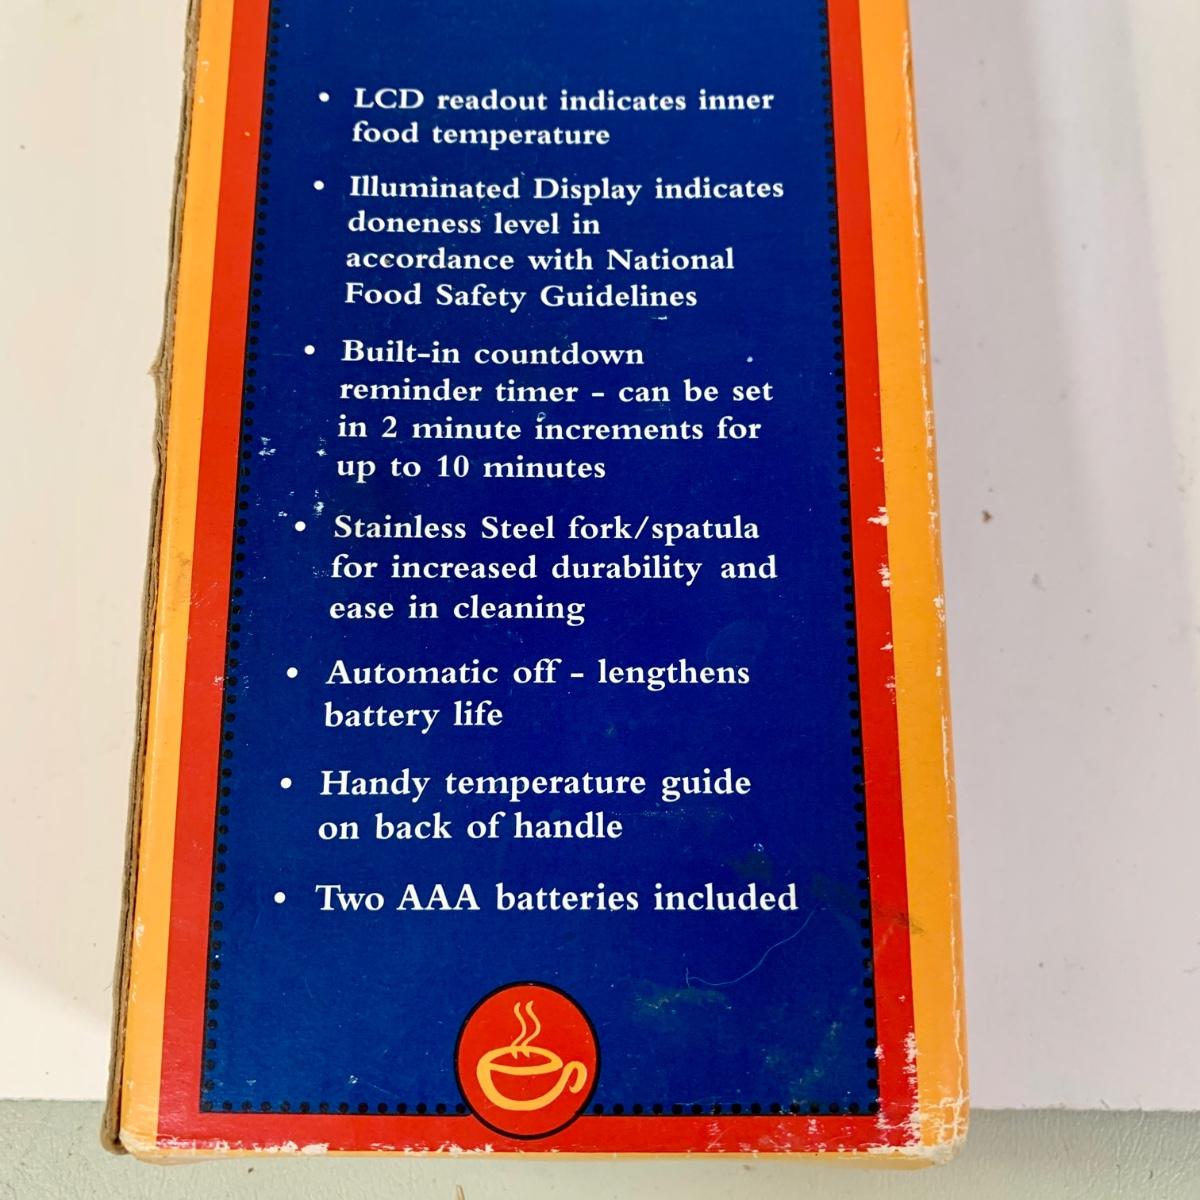 • LCD readout indicates inner
food temperature
• Illuminated Display indicates
doneness level in
accordance with National
Food Safety Guidelines
• Built-in countdown
reminder timer - can be set
in 2 minute increments for
up to 10 minutes
• Stainless Steel fork/spatula
for increased durability and
ease in cleaning
• Automatic off - lengthens
battery life
• Handy temperature guide
on back of handle
• Two AAA batteries included